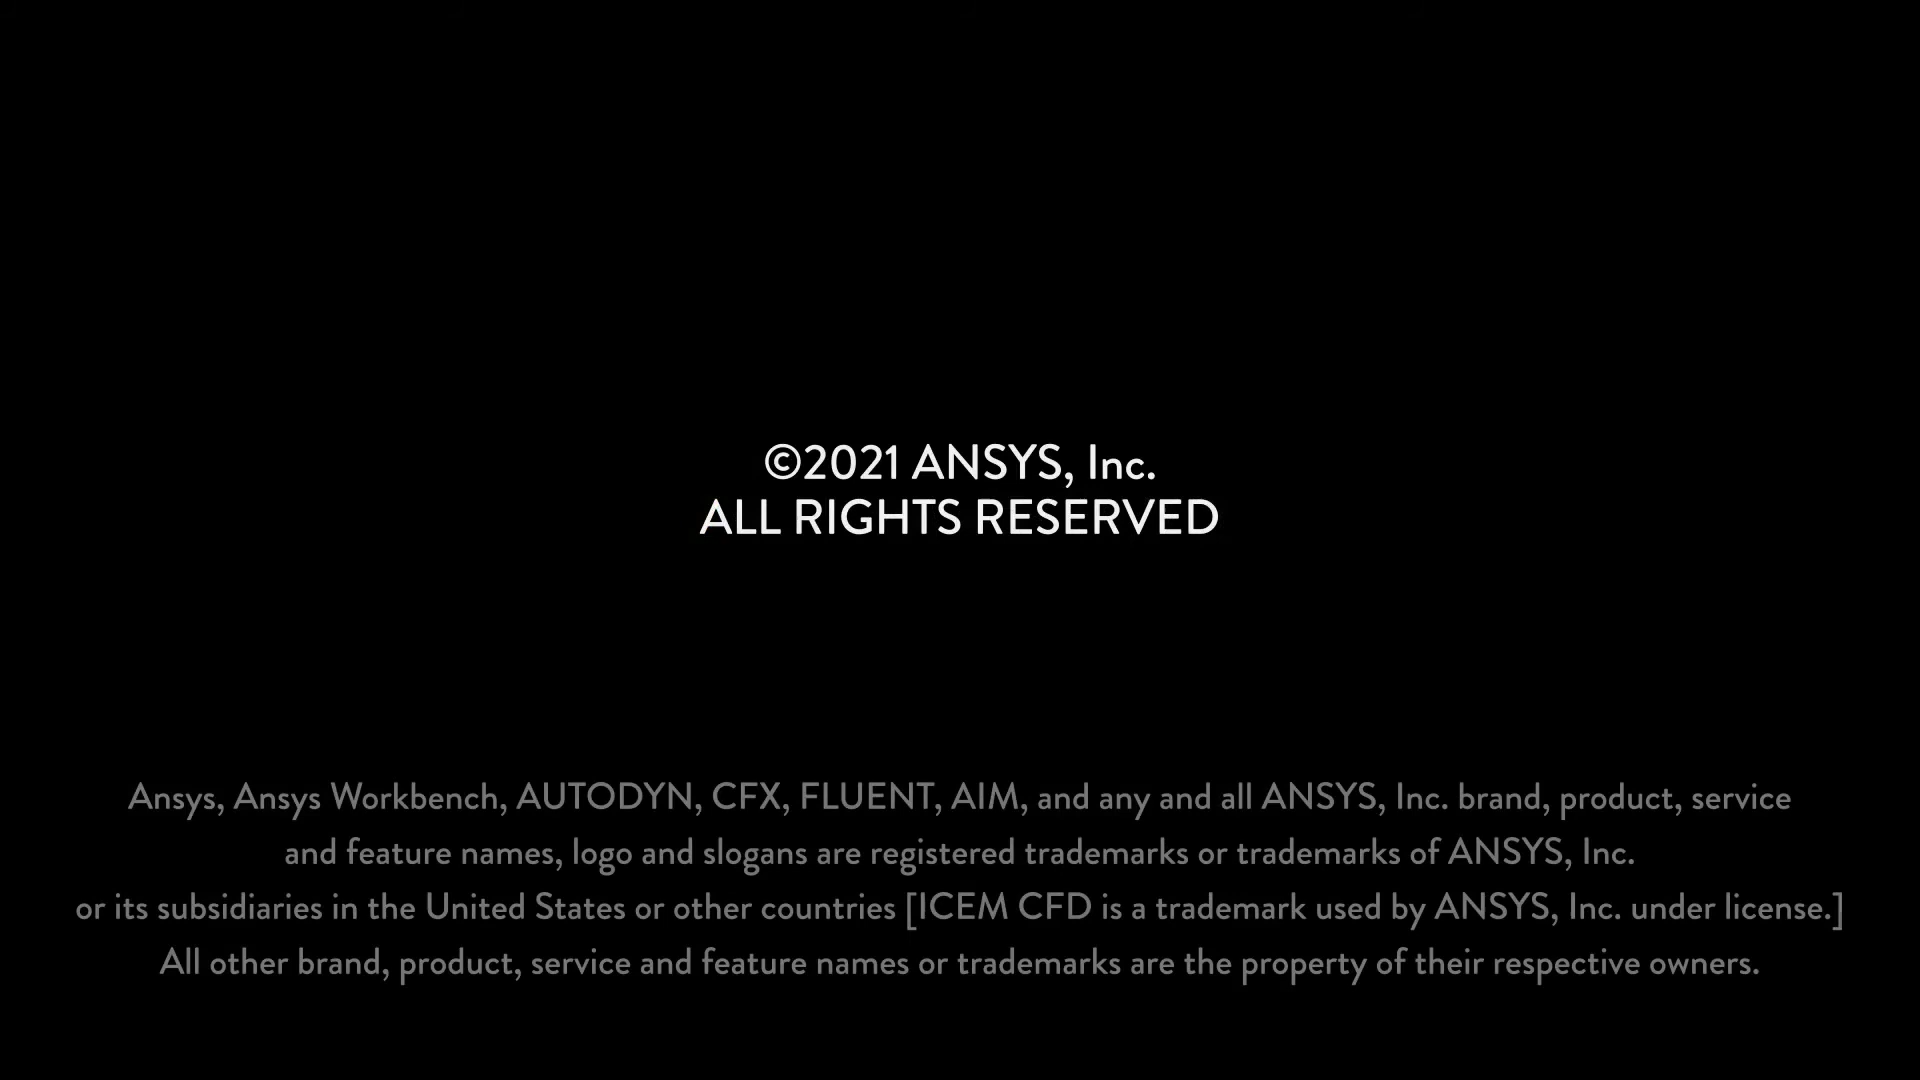 ©2021 ANSYS, Inc.
ALL RIGHTS RESERVED
Ansys, Ansys Workbench, AUTODYN, CFX, FLUENT, AIM, and any and all ANSYS, Inc. brand, product, service
and feature names, logo and slogans are registered trademarks or trademarks of ANSYS, Inc.
or its subsidiaries in the United States or other countries [ICEM CFD is a trademark used by ANSYS, Inc. under license.]
All other brand, product, service and feature names or trademarks are the property of their respective owners.